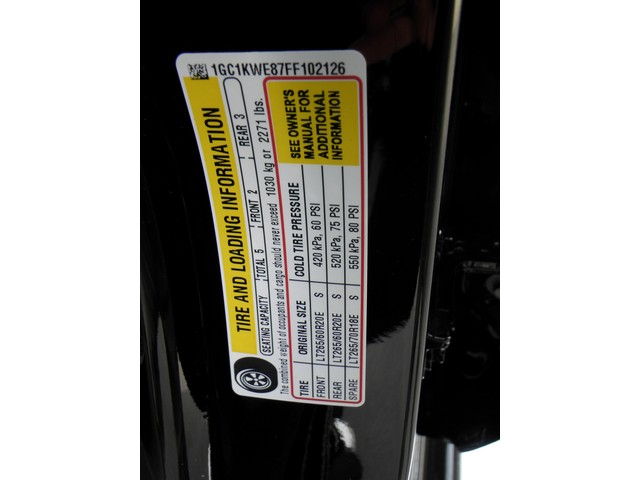 1GC1KWE87FF102126
TIRE AND LOADING INFORMATION
SEATING CAPACITY TOTAL 5 FRONT 2 REAR 3
The combined weight of occupants and cargo should never exceed 1030 kg or 2271 lbs.
TIRE ORIGINAL SIZE COLD TIRE PRESSURE
FRONT LT265/60R20E S 420 kPa, 60 PSI
REAR LT265/60R20E S 520 kPa, 75 PSI
SPARE LT265/70R18E S 550 kPa, 80 PSI
SEE OWNER'S
MANUAL FOR
ADDITIONAL
INFORMATION